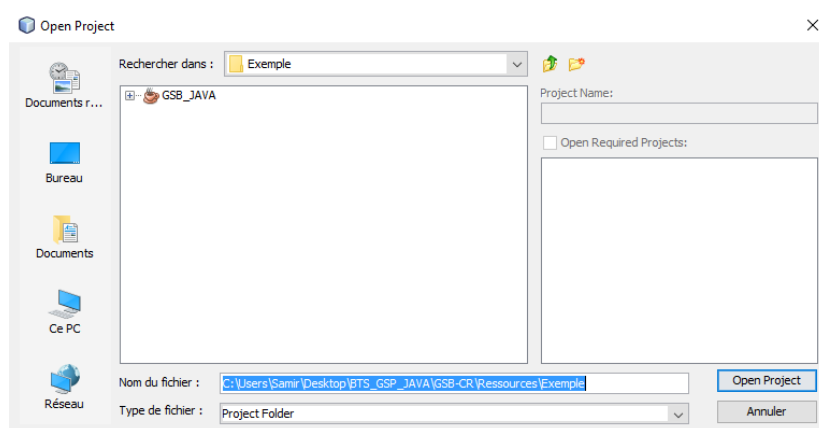 Open Project
Rechercher dans :
Exemple
Documents r...
Bureau
Documents
Ce PC
Réseau
GSB_JAVA
Project Name:
Open Required Projects:
Nom du fichier :
C:\Users\Samir\Desktop\BTS_GSP_JAVA\GSB-CR\Ressources\Exemple
Open Project
Type de fichier :
Project Folder
Annuler